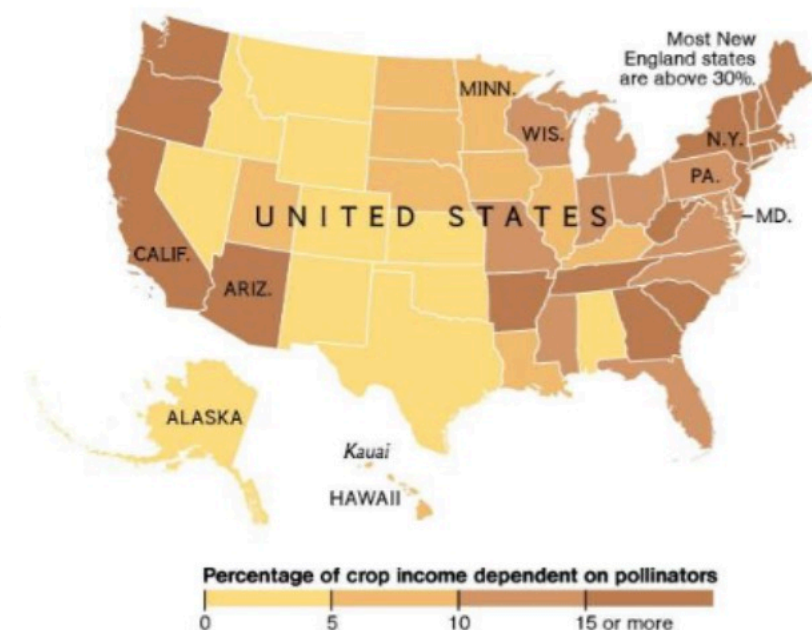 Most New
England states
are above 30%.
MINN.
WIS.
N.Y.
PA.
UNITED STATES
MD.
CALIF.
ARIZ.
ALASKA
Kauai
HAWAII
Percentage of crop income dependent on pollinators
0 5 10 15 or more